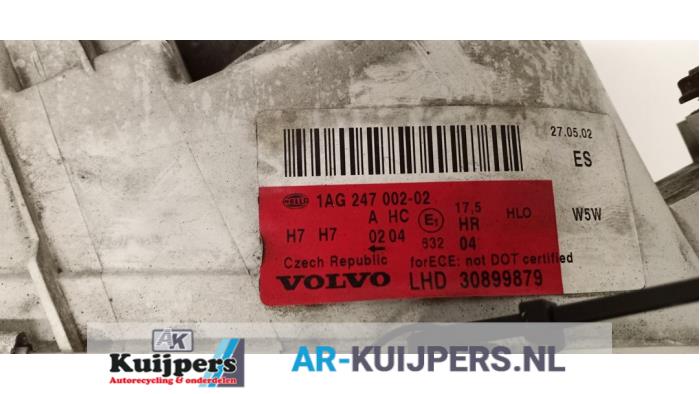 27.05.02
ES
HELLA 1AG 247 002-02
A HC E1 17,5 HLO W5W
H7 H7 02 04 HR
832 04
Czech Republic forECE: not DOT certified
VOLVO LHD 30899879
AK
Kuijpers
Autorecycling & onderdelen
AR-KUIJPERS.NL